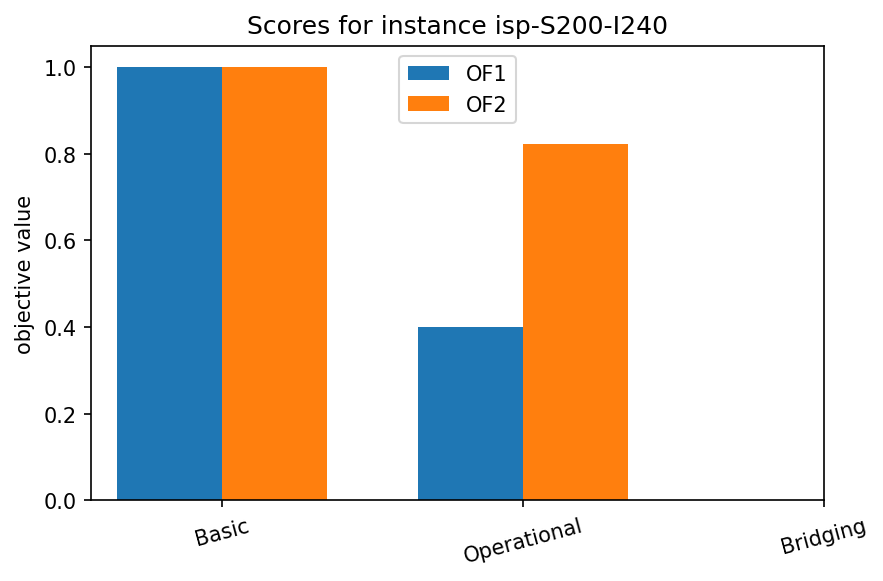 Scores for instance isp-S200-I240
OF1
OF2
objective value
1.0
0.8
0.6
0.4
0.2
0.0
Basic
Operational
Bridging